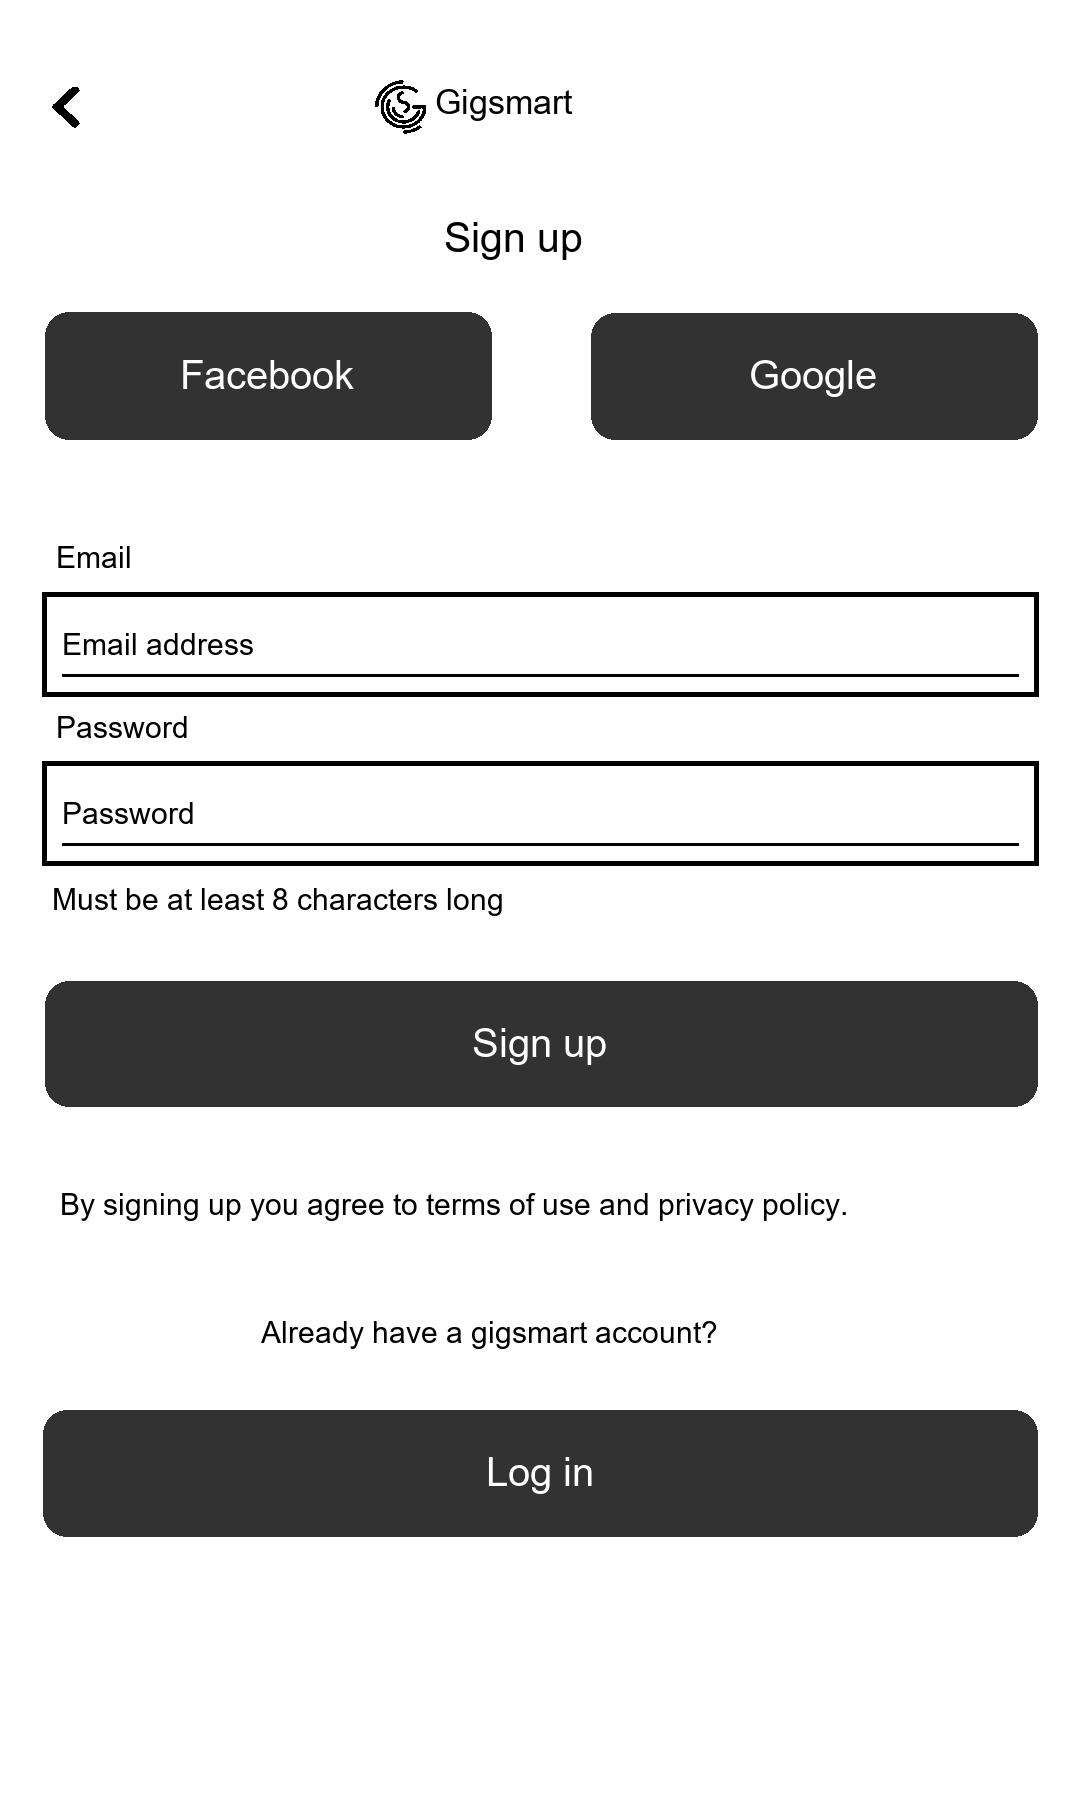 Gigsmart
Sign up
Facebook
Google
Email
Email address
Password
Password
Must be at least 8 characters long
Sign up
By signing up you agree to terms of use and privacy policy.
Already have a gigsmart account?
Log in